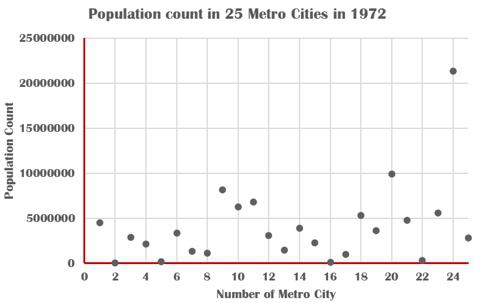 Population count in 25 Metro Cities in 1972
25000000
20000000
15000000
10000000
5000000
0
Population Count
0 2 4 6 8 10 12 14 16 18 20 22 24
Number of Metro City